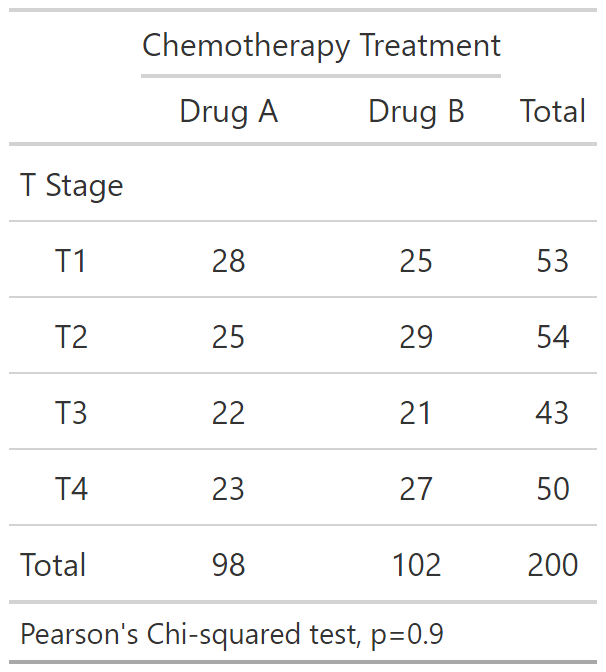 Chemotherapy Treatment
Drug A Drug B Total
T Stage
T1 28 25 53
T2 25 29 54
T3 22 21 43
T4 23 27 50
Total 98 102 200
Pearson's Chi-squared test, p=0.9